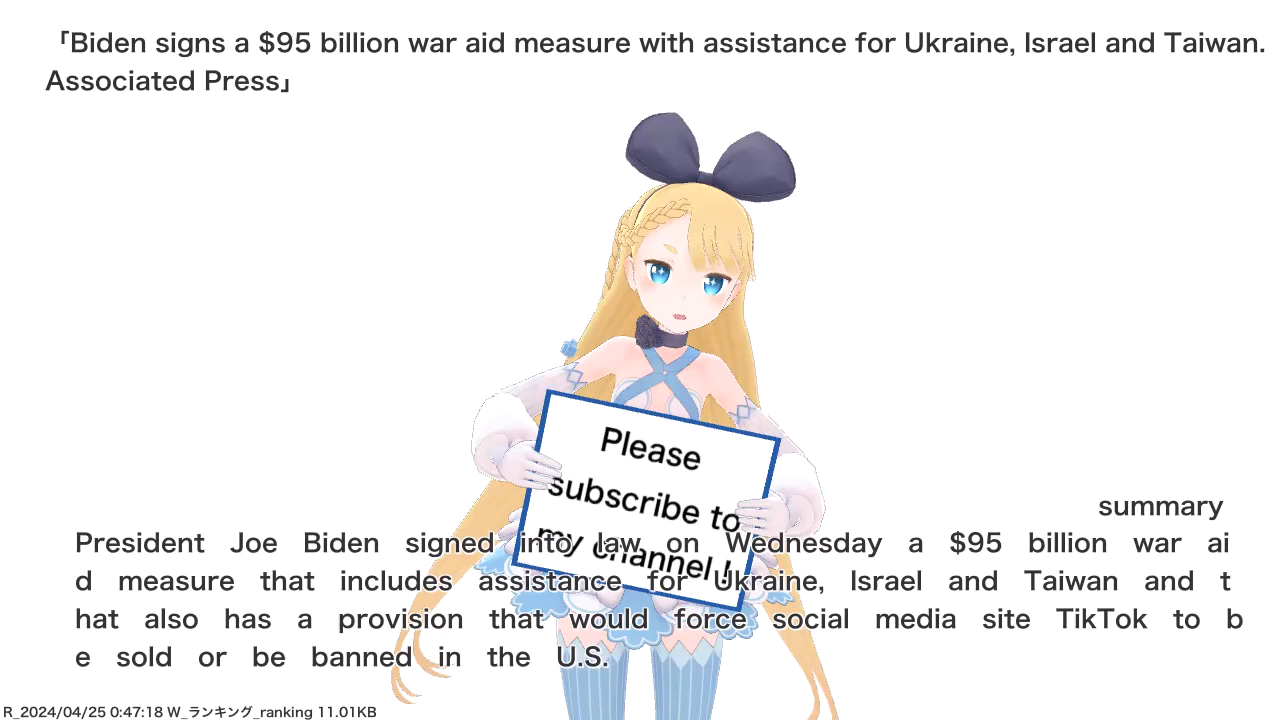 「Biden signs a $95 billion war aid measure with assistance for Ukraine, Israel and Taiwan.
Associated Press」
Please
subscribe to
my channel !
summary
President Joe Biden signed into law on Wednesday a $95 billion war ai
d measure that includes assistance for Ukraine, Israel and Taiwan and t
hat also has a provision that would force social media site TikTok to b
e sold or be banned in the U.S.
R_2024/04/25 0:47:18 W_ランキング_ranking 11.01KB